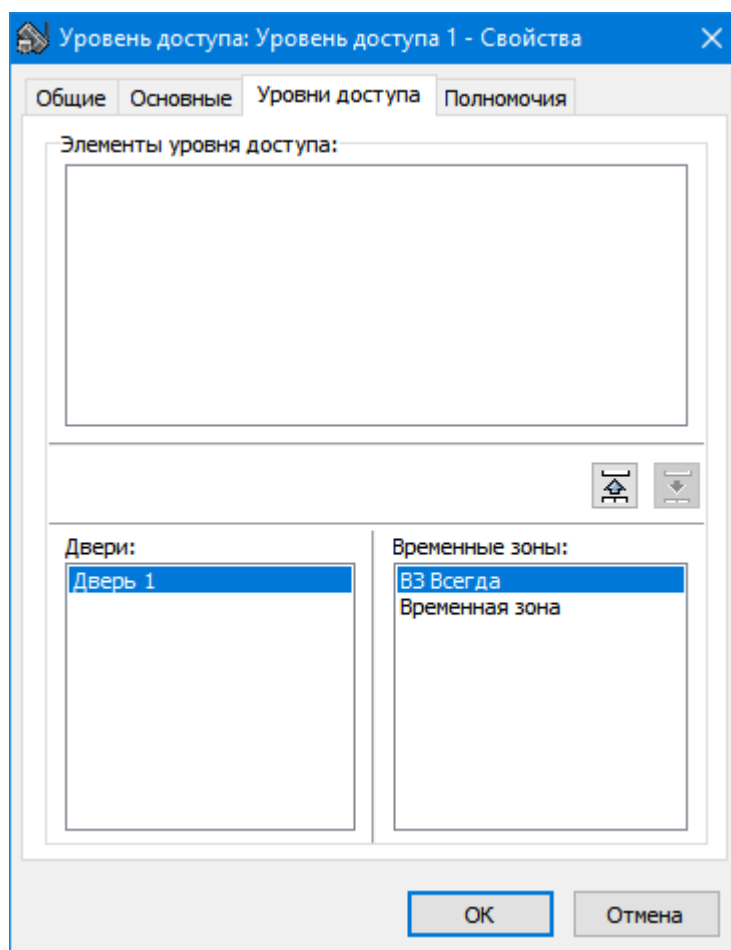 Уровень доступа: Уровень доступа 1 - Свойства
Общие Основные Уровни доступа Полномочия
Элементы уровня доступа:
Двери: Временные зоны:
Дверь 1 ВЗ Всегда
Временная зона
ОК Отмена